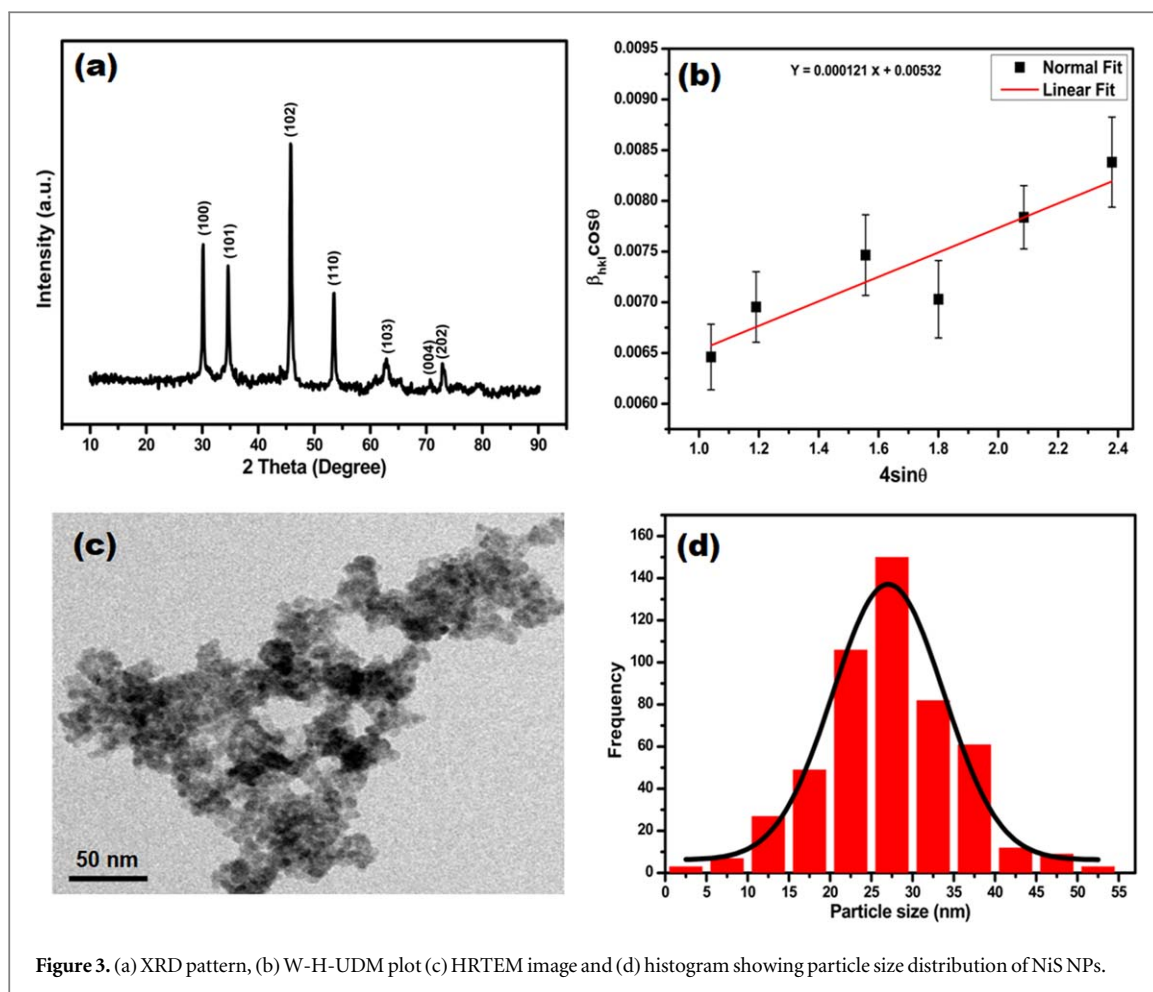 (a)
(100)
(101)
(102)
(110)
(103)
(004)
(202)
Intensity (a.u.)
10 20 30 40 50 60 70 80 90
2 Theta (Degree)
(b)
Y = 0.000121 x + 0.00532
Normal Fit
Linear Fit
0.0095
0.0090
0.0085
0.0080
0.0075
0.0070
0.0065
0.0060
βhklcosθ
1.0 1.2 1.4 1.6 1.8 2.0 2.2 2.4
4sinθ
(c)
50 nm
(d)
160
140
120
100
80
60
40
20
0
Frequency
0 5 10 15 20 25 30 35 40 45 50 55
Particle size (nm)
Figure 3. (a) XRD pattern, (b) W-H-UDM plot (c) HRTEM image and (d) histogram showing particle size distribution of NiS NPs.